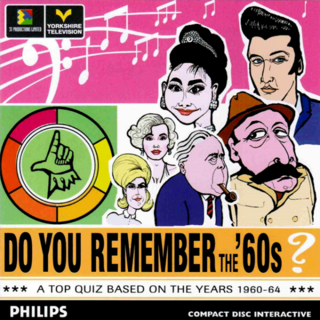 3T PRODUCTIONS LIMITED
YORKSHIRE
TELEVISION
DO YOU REMEMBER THE '60s ?
*** A TOP QUIZ BASED ON THE YEARS 1960-64 ***
PHILIPS
COMPACT DISC INTERACTIVE